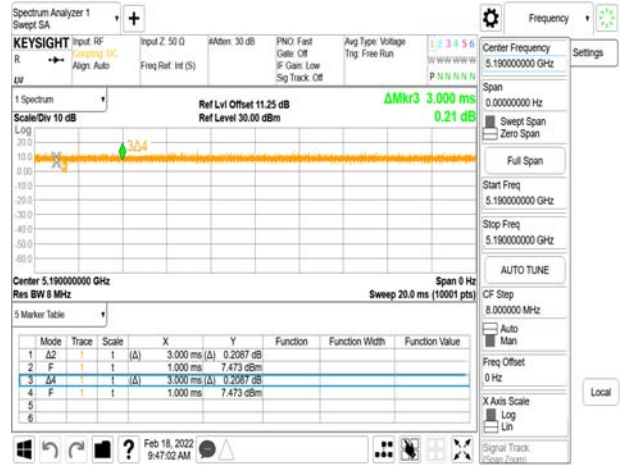 Spectrum Analyzer 1
Swept SA
+
Frequency
KEYSIGHT
R
Input: RF
Coupling: DC
Align: Auto
Input Z: 50 Ω
Freq Ref: Int (S)
#Atten: 30 dB
PNO: Fast
Gate: Off
IF Gain: Low
Sig Track: Off
Avg Type: Voltage
Trig: Free Run
1 2 3 4 5 6
W W W W W W
P N N N N N
1 Spectrum
Scale/Div 10 dB
Ref Lvl Offset 11.25 dB
Ref Level 30.00 dBm
ΔMkr3 3.000 ms
0.21 dB
Log
20.0
10.0
0.00
-10.0
-20.0
-30.0
-40.0
-50.0
-60.0
3Δ4
Center 5.190000000 GHz
Res BW 8 MHz
Span 0 Hz
Sweep 20.0 ms (10001 pts)
5 Marker Table
Mode Trace Scale X Y Function Function Width Function Value
1 Δ2 1 t (Δ) 3.000 ms (Δ) 0.2087 dB
2 F 1 t 1.000 ms 7.473 dBm
3 Δ4 1 t (Δ) 3.000 ms (Δ) 0.2087 dB
4 F 1 t 1.000 ms 7.473 dBm
5
6
?
Feb 18, 2022
9:47:02 AM
Center Frequency
5.190000000 GHz
Settings
Span
0.00000000 Hz
Swept Span
Zero Span
Full Span
Start Freq
5.190000000 GHz
Stop Freq
5.190000000 GHz
AUTO TUNE
CF Step
8.000000 MHz
Auto
Man
Freq Offset
0 Hz
X Axis Scale
Log
Lin
Local
Signal Track
(Span Zoom)